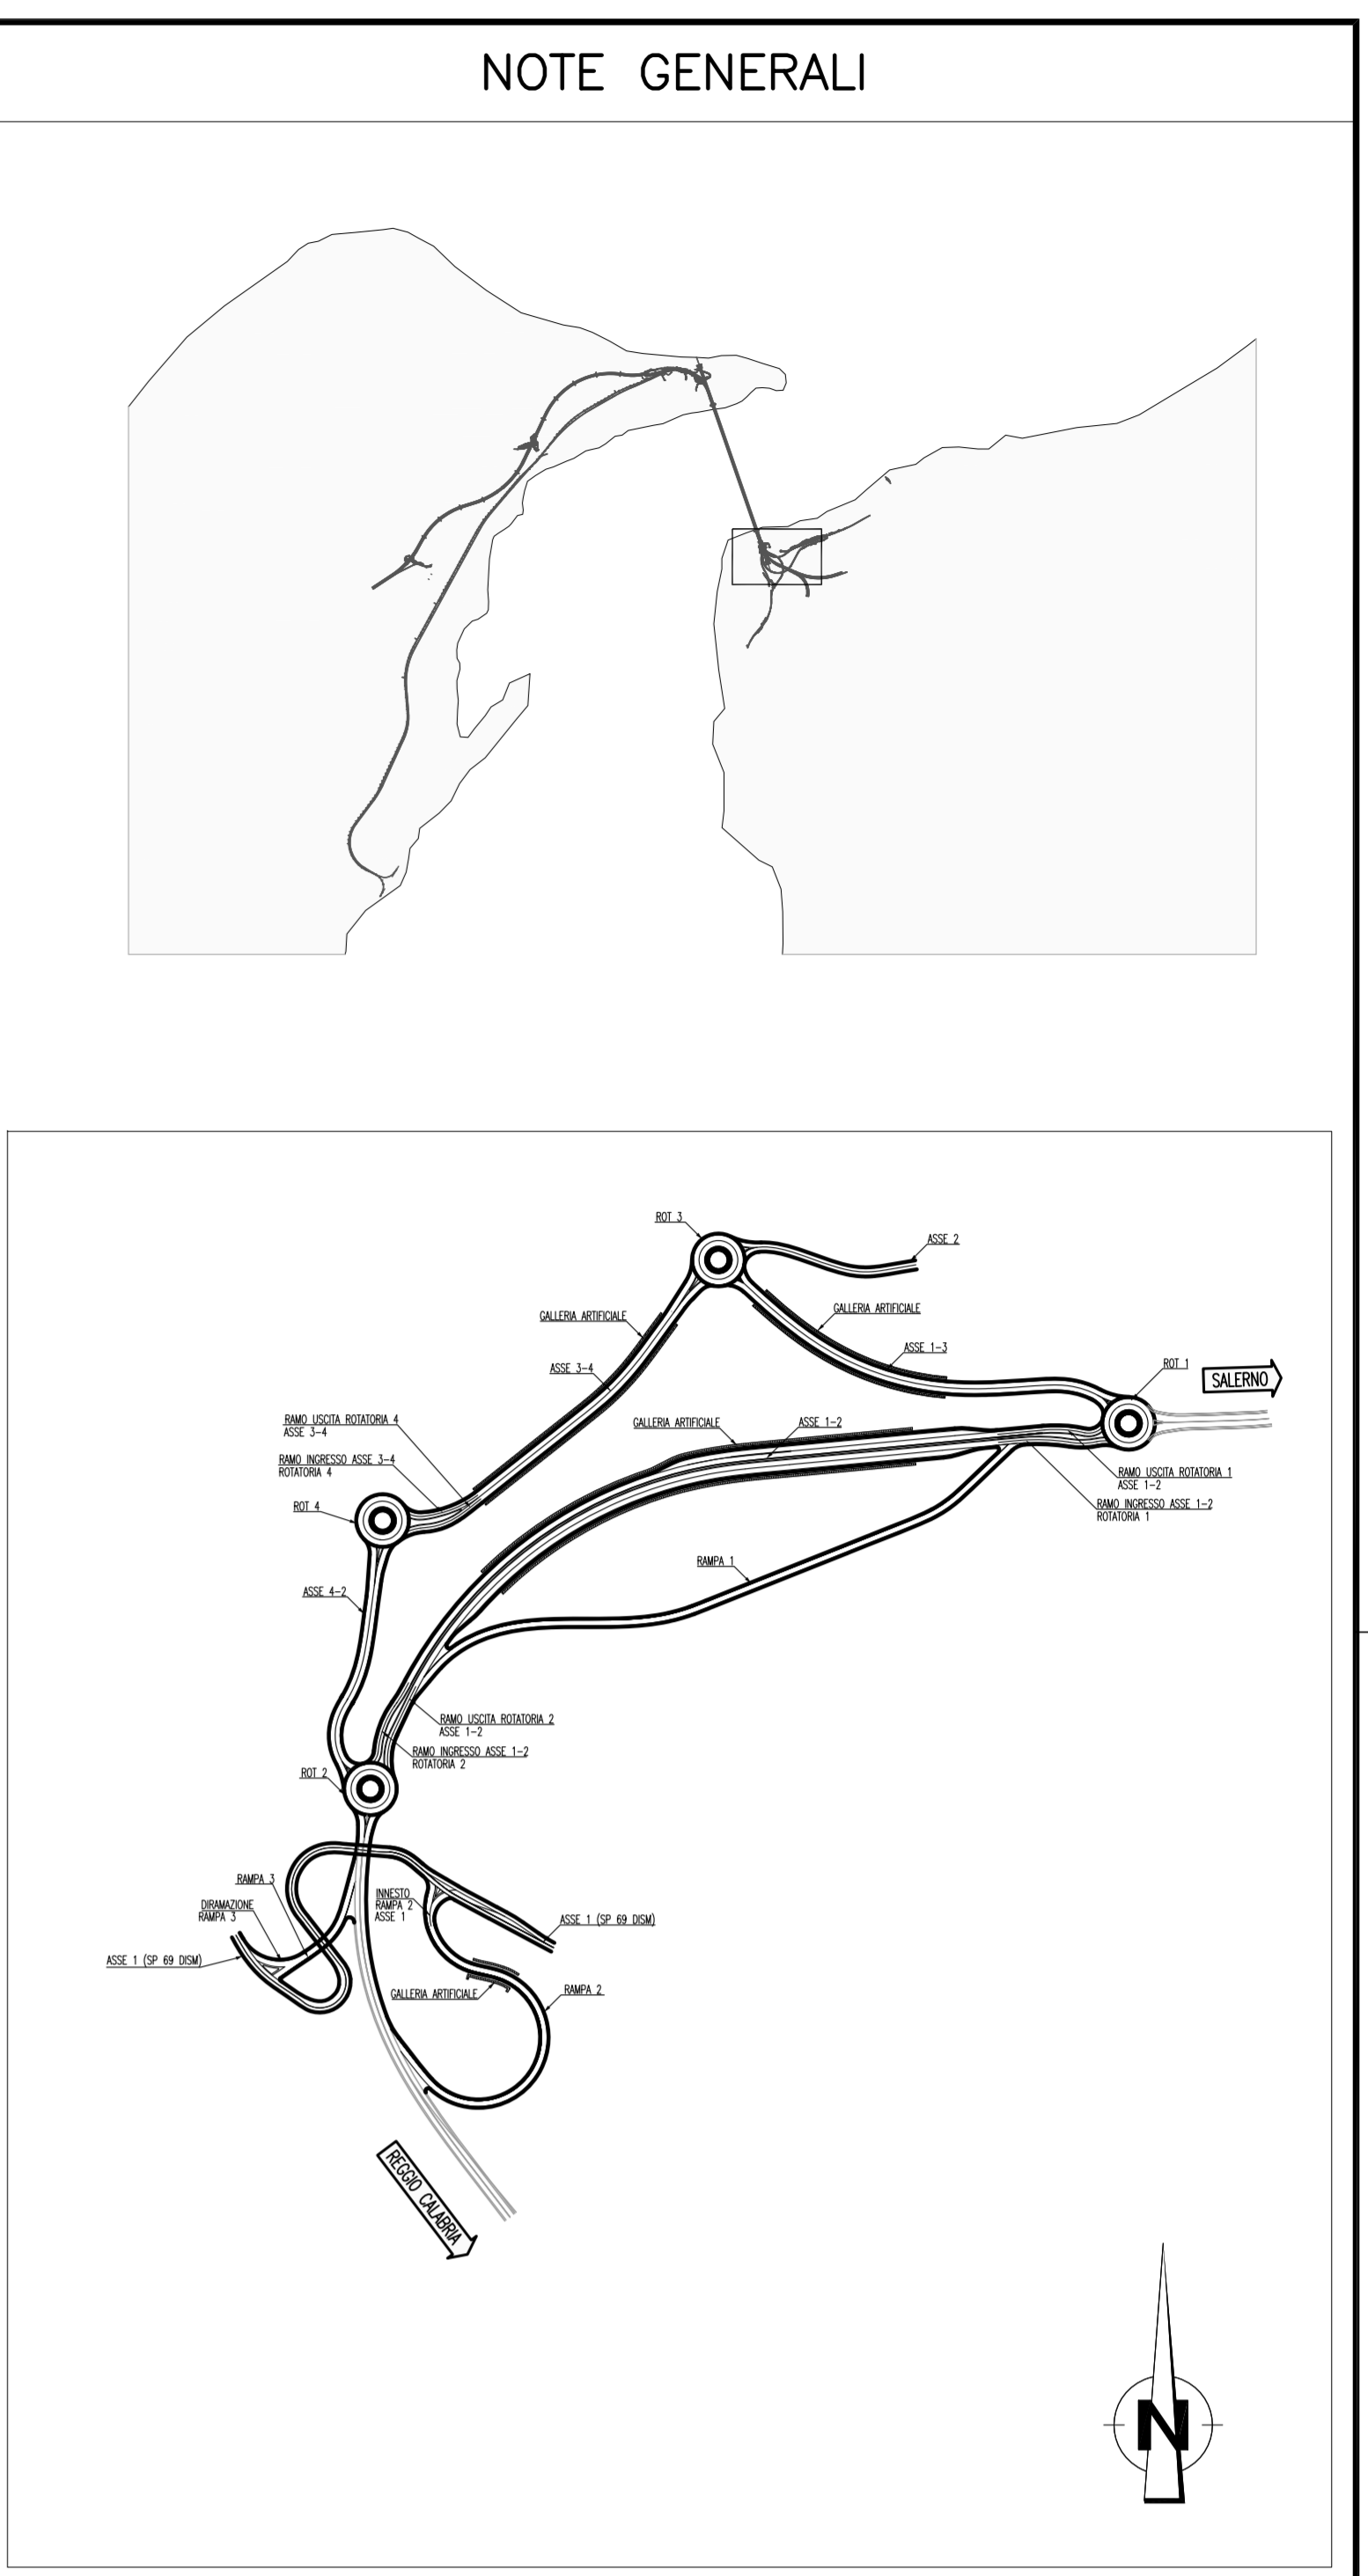 NOTE GENERALI
ROT 3
ASSE 2
GALLERIA ARTIFICIALE
GALLERIA ARTIFICIALE
ASSE 1-3
ASSE 3-4
ROT 1
SALERNO
RAMO USCITA ROTATORIA 4
ASSE 3-4
GALLERIA ARTIFICIALE
ASSE 1-2
RAMO INGRESSO ASSE 3-4
ROTATORIA 4
RAMO USCITA ROTATORIA 1
ASSE 1-2
ROT 4
RAMO INGRESSO ASSE 1-2
ROTATORIA 1
RAMPA 1
ASSE 4-2
RAMO USCITA ROTATORIA 2
ASSE 1-2
RAMO INGRESSO ASSE 1-2
ROTATORIA 2
ROT 2
RAMPA 3
INNESTO
RAMPA 2
ASSE 1
DIRAMAZIONE
RAMPA 3
ASSE 1 (SP 69 DISM)
ASSE 1 (SP 69 DISM)
GALLERIA ARTIFICIALE
RAMPA 2
REGGIO CALABRIA
N